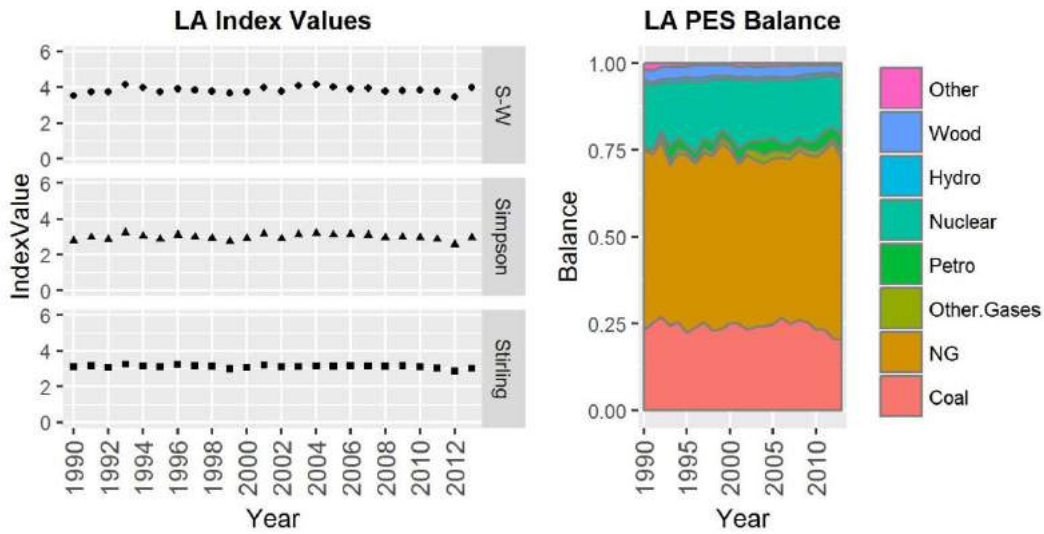 LA Index Values
IndexValue
6
4
2
0
S-W
6
4
2
0
Simpson
6
4
2
0
Stirling
1990
1992
1994
1996
1998
2000
2002
2004
2006
2008
2010
2012
Year
LA PES Balance
Balance
1.00
0.75
0.50
0.25
0.00
1990
1995
2000
2005
2010
Year
Other
Wood
Hydro
Nuclear
Petro
Other.Gases
NG
Coal